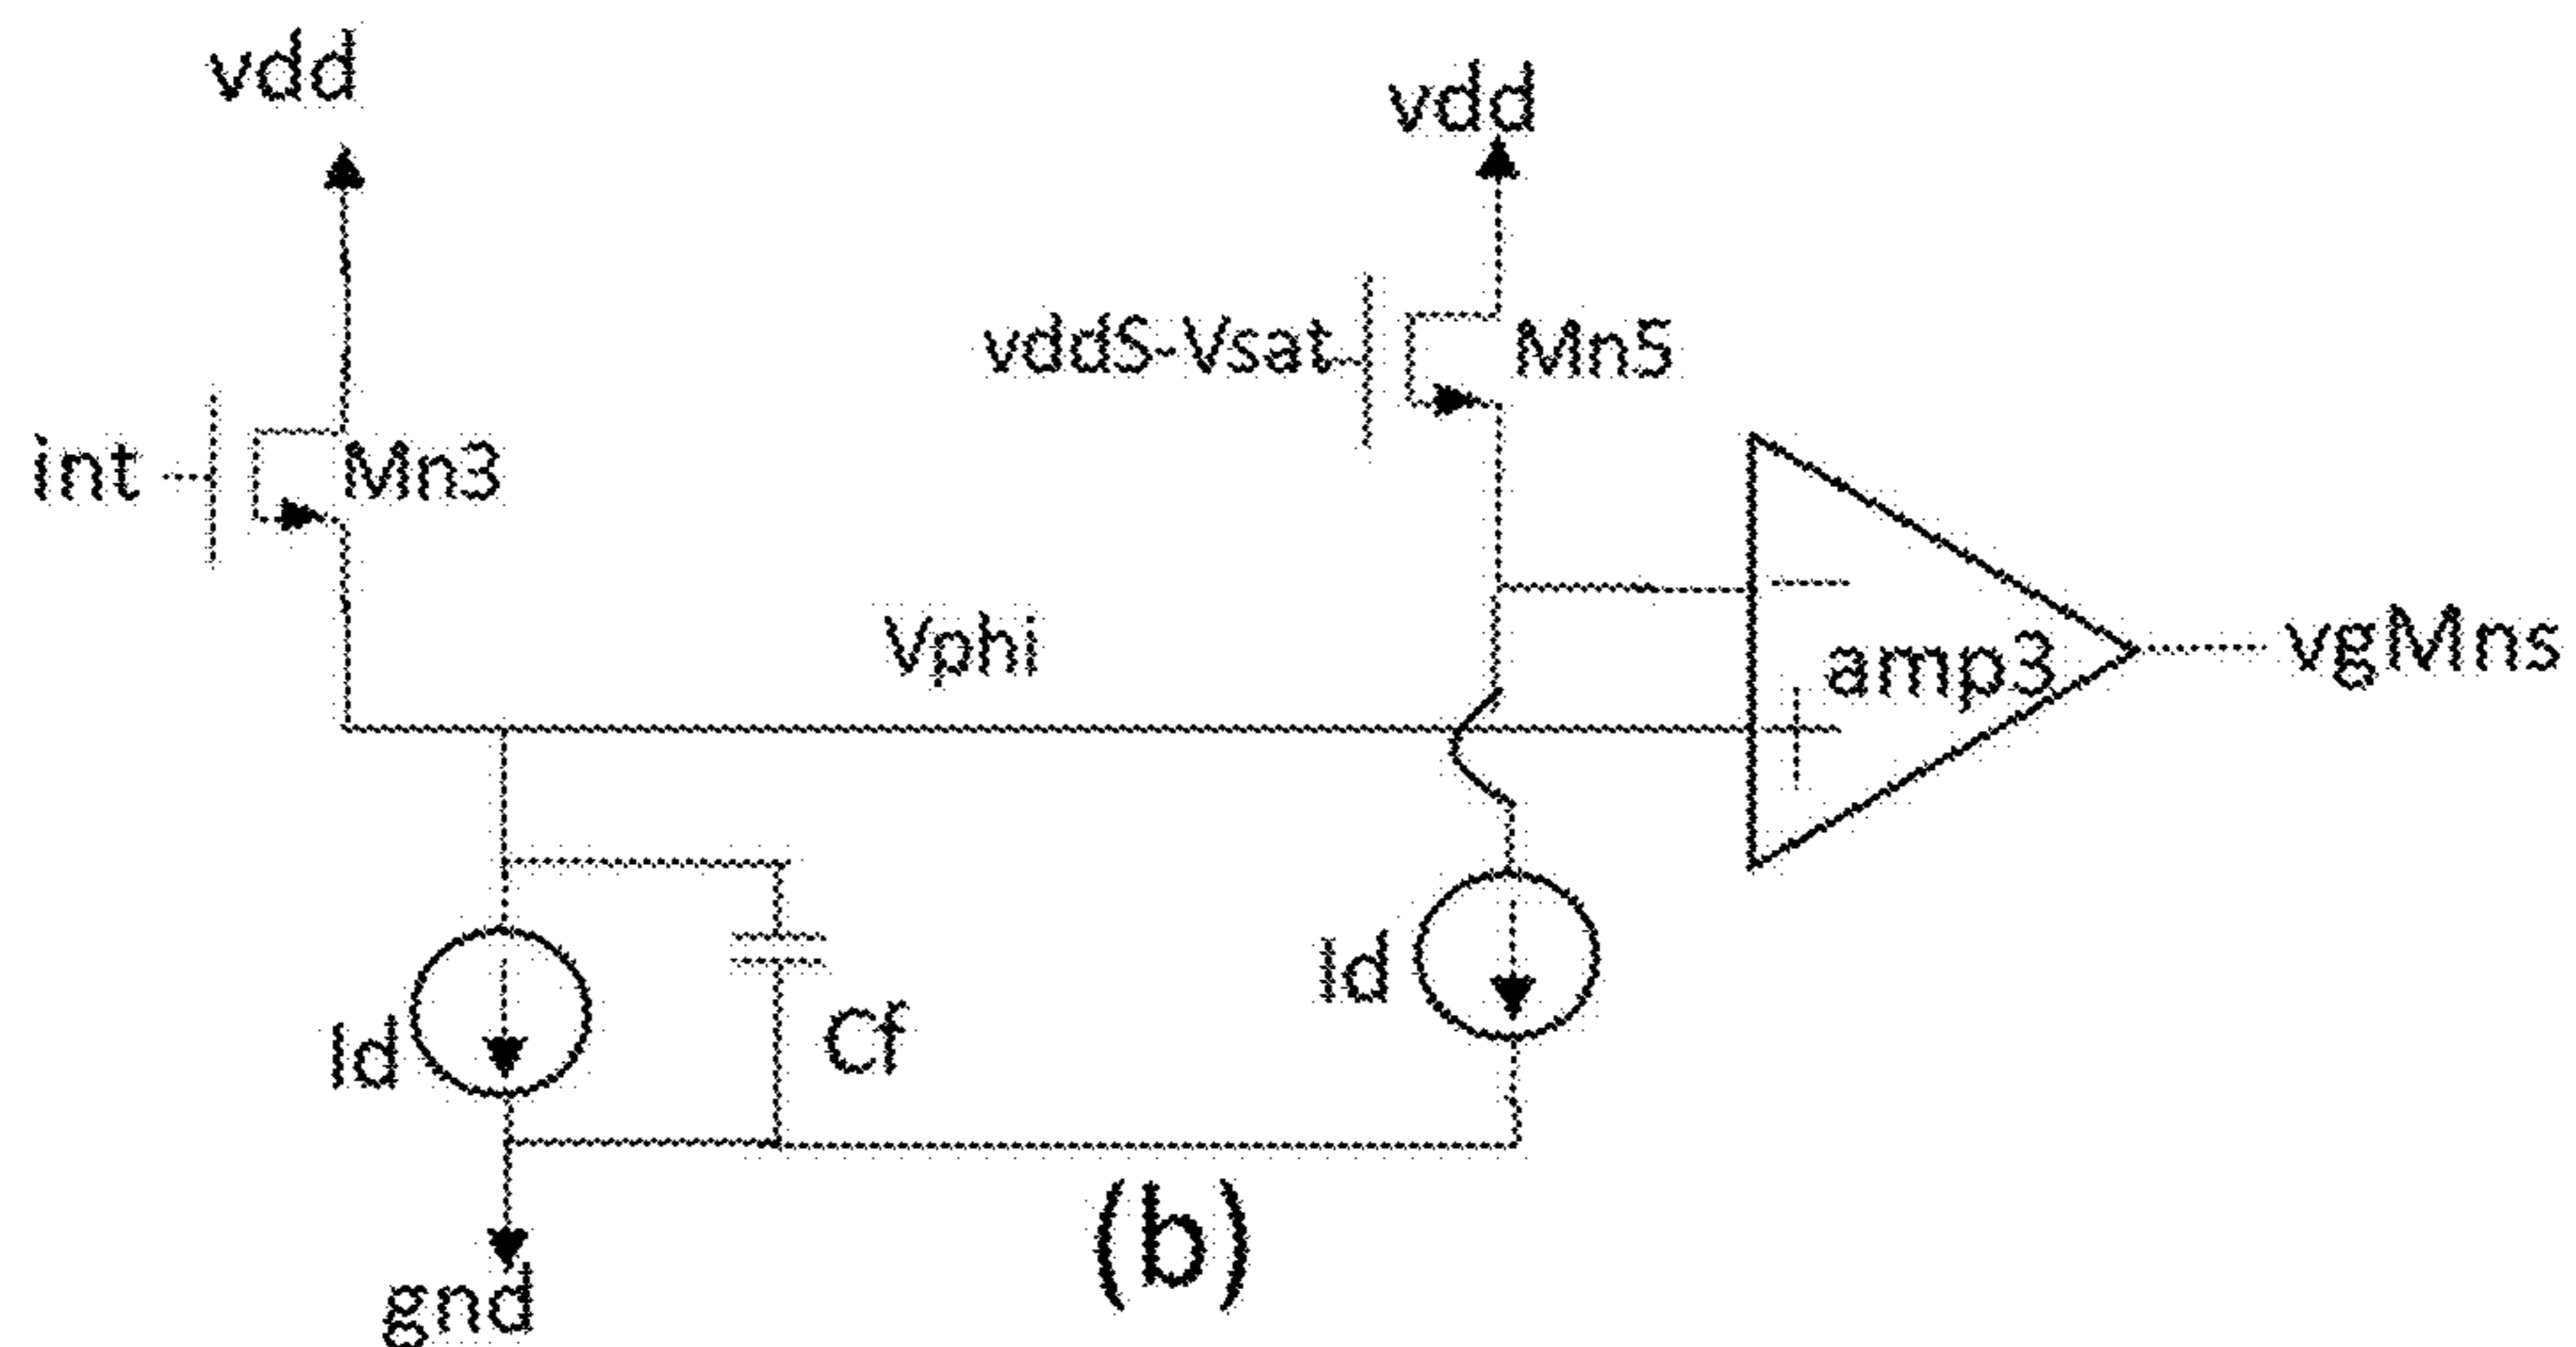 vdd
vdd
vddS-Vsat
Mn5
int
Mn3
Vphi
amp3
vgMns
Id
Id
Cf
(b)
gnd